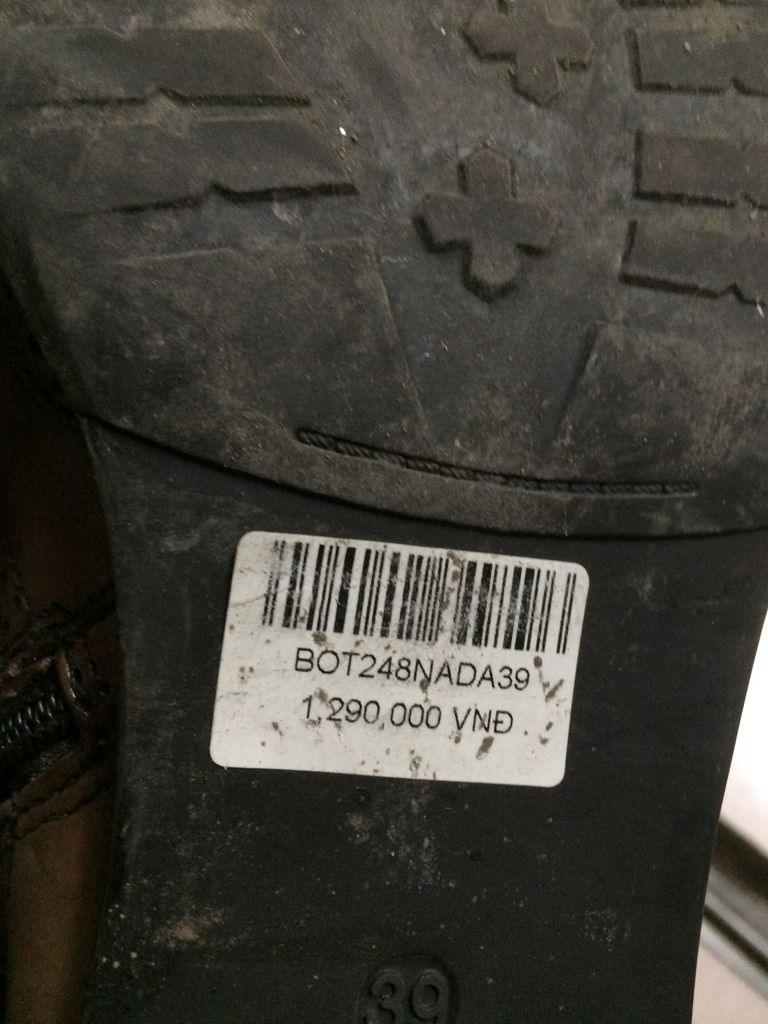 BOT248NADA39
1,290,000 VNĐ
39